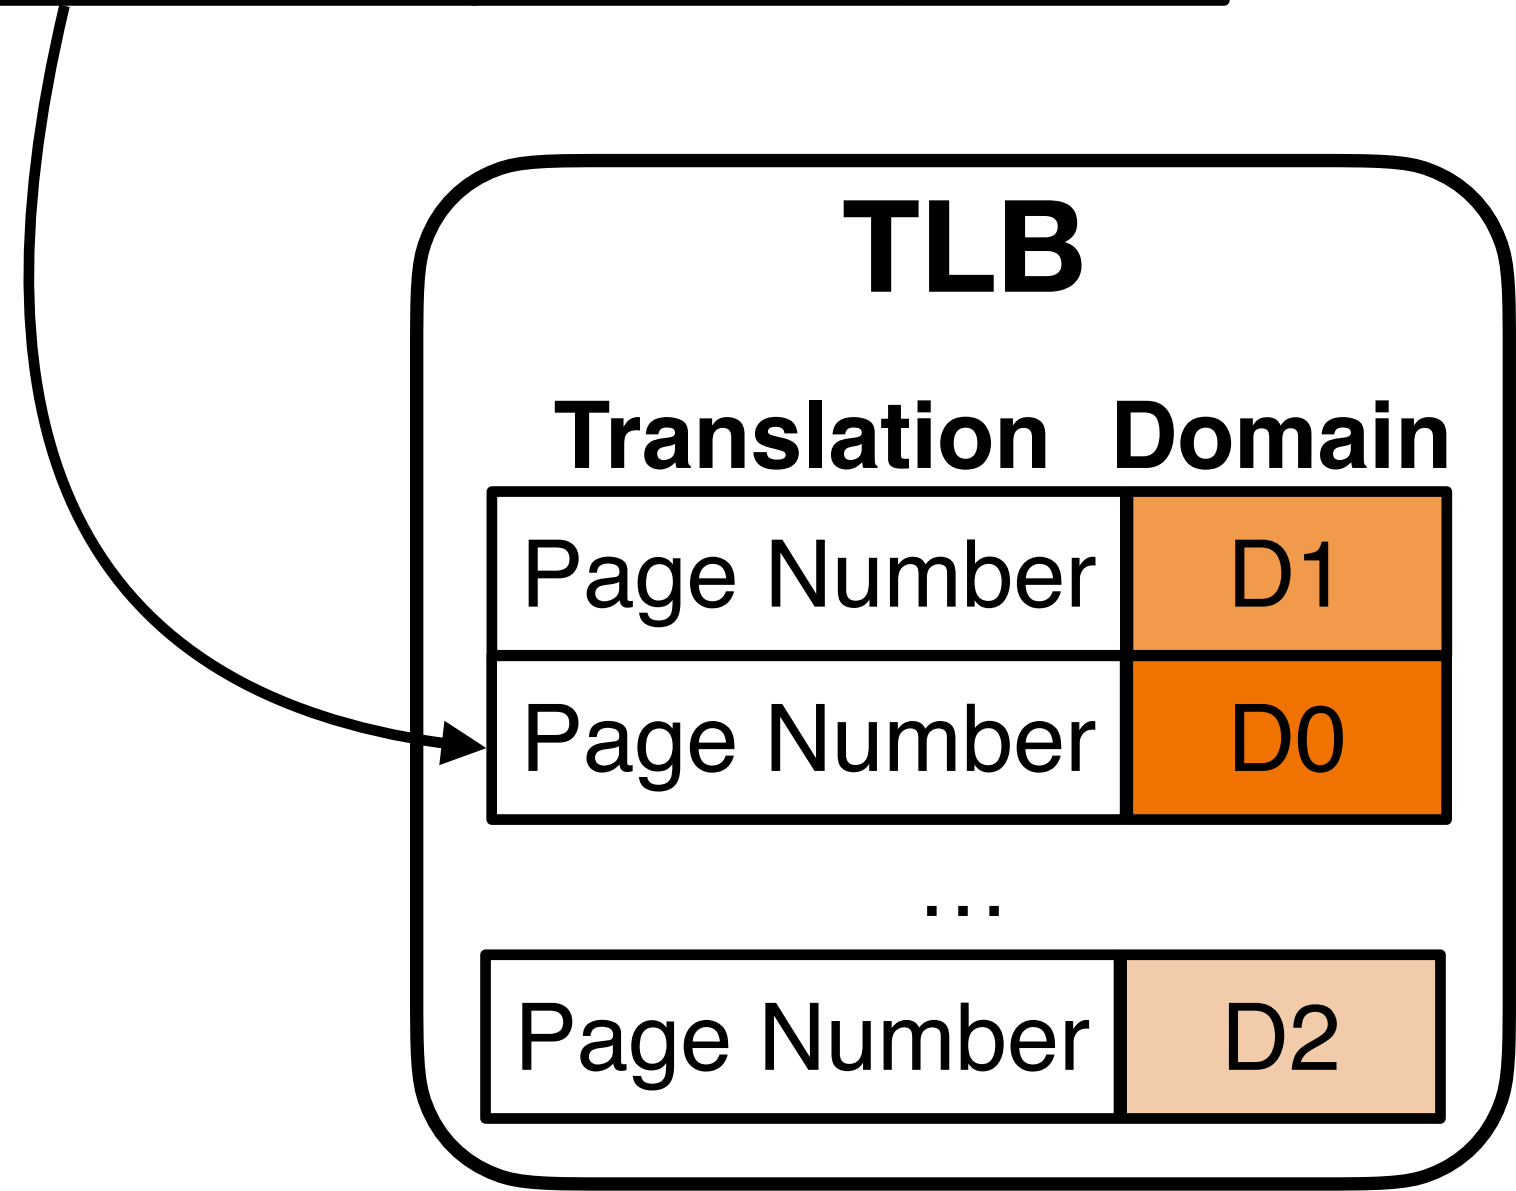 TLB
Translation Domain
Page Number D1
Page Number D0
...
Page Number D2